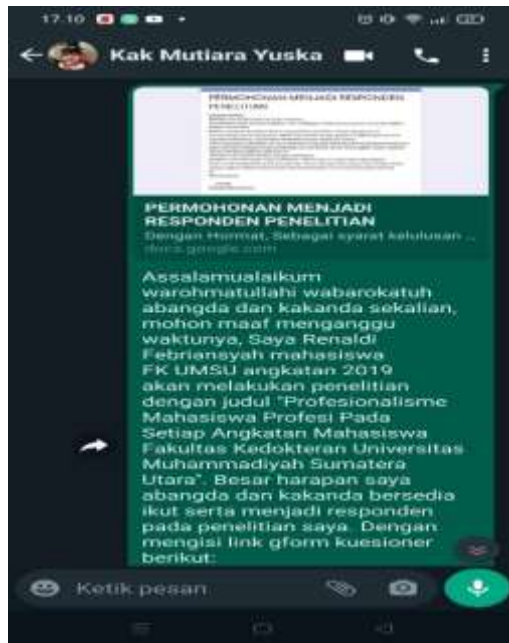 17.10
Kak Mutiara Yuska
PERMOHONAN MENJADI RESPONDEN
PENELITIAN
PERMOHONAN MENJADI
RESPONDEN PENELITIAN
Dengan Hormat, Sebagai syarat kelulusan ...
docs.google.com
Assalamualaikum
warohmatullahi wabarokatuh
abangda dan kakanda sekalian,
mohon maaf menganggu
waktunya, Saya Renaldi
Febriansyah mahasiswa
FK UMSU angkatan 2019
akan melakukan penelitian
dengan judul "Profesionalisme
Mahasiswa Profesi Pada
Setiap Angkatan Mahasiswa
Fakultas Kedokteran Universitas
Muhammadiyah Sumatera
Utara". Besar harapan saya
abangda dan kakanda bersedia
ikut serta menjadi responden
pada penelitian saya. Dengan
mengisi link gform kuesioner
berikut:
Ketik pesan